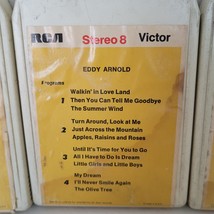 RCA Stereo 8 Victor
EDDY ARNOLD
Programs
Walkin' in Love Land
1 Then You Can Tell Me Goodbye
The Summer Wind
Turn Around, Look at Me
2 Just Across the Mountain
Apples, Raisins and Roses
Until It's Time for You to Go
3 All I Have to Do Is Dream
Little Girls and Little Boys
My Dream
4 I'll Never Smile Again
The Olive Tree